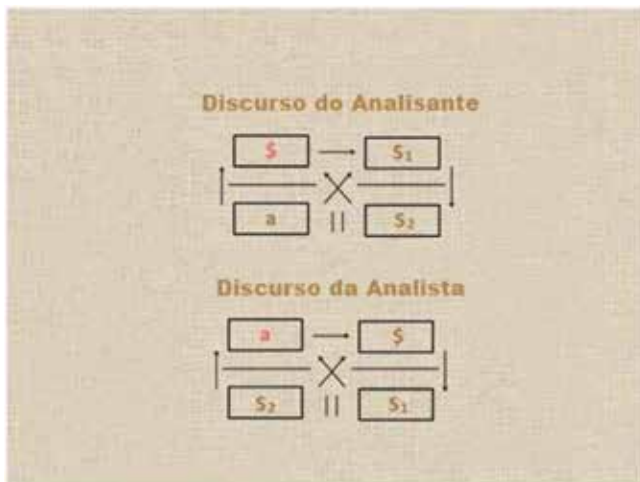 Discurso do Analisante
$ S₁
a S₂
Discurso da Analista
a $
S₂ S₁